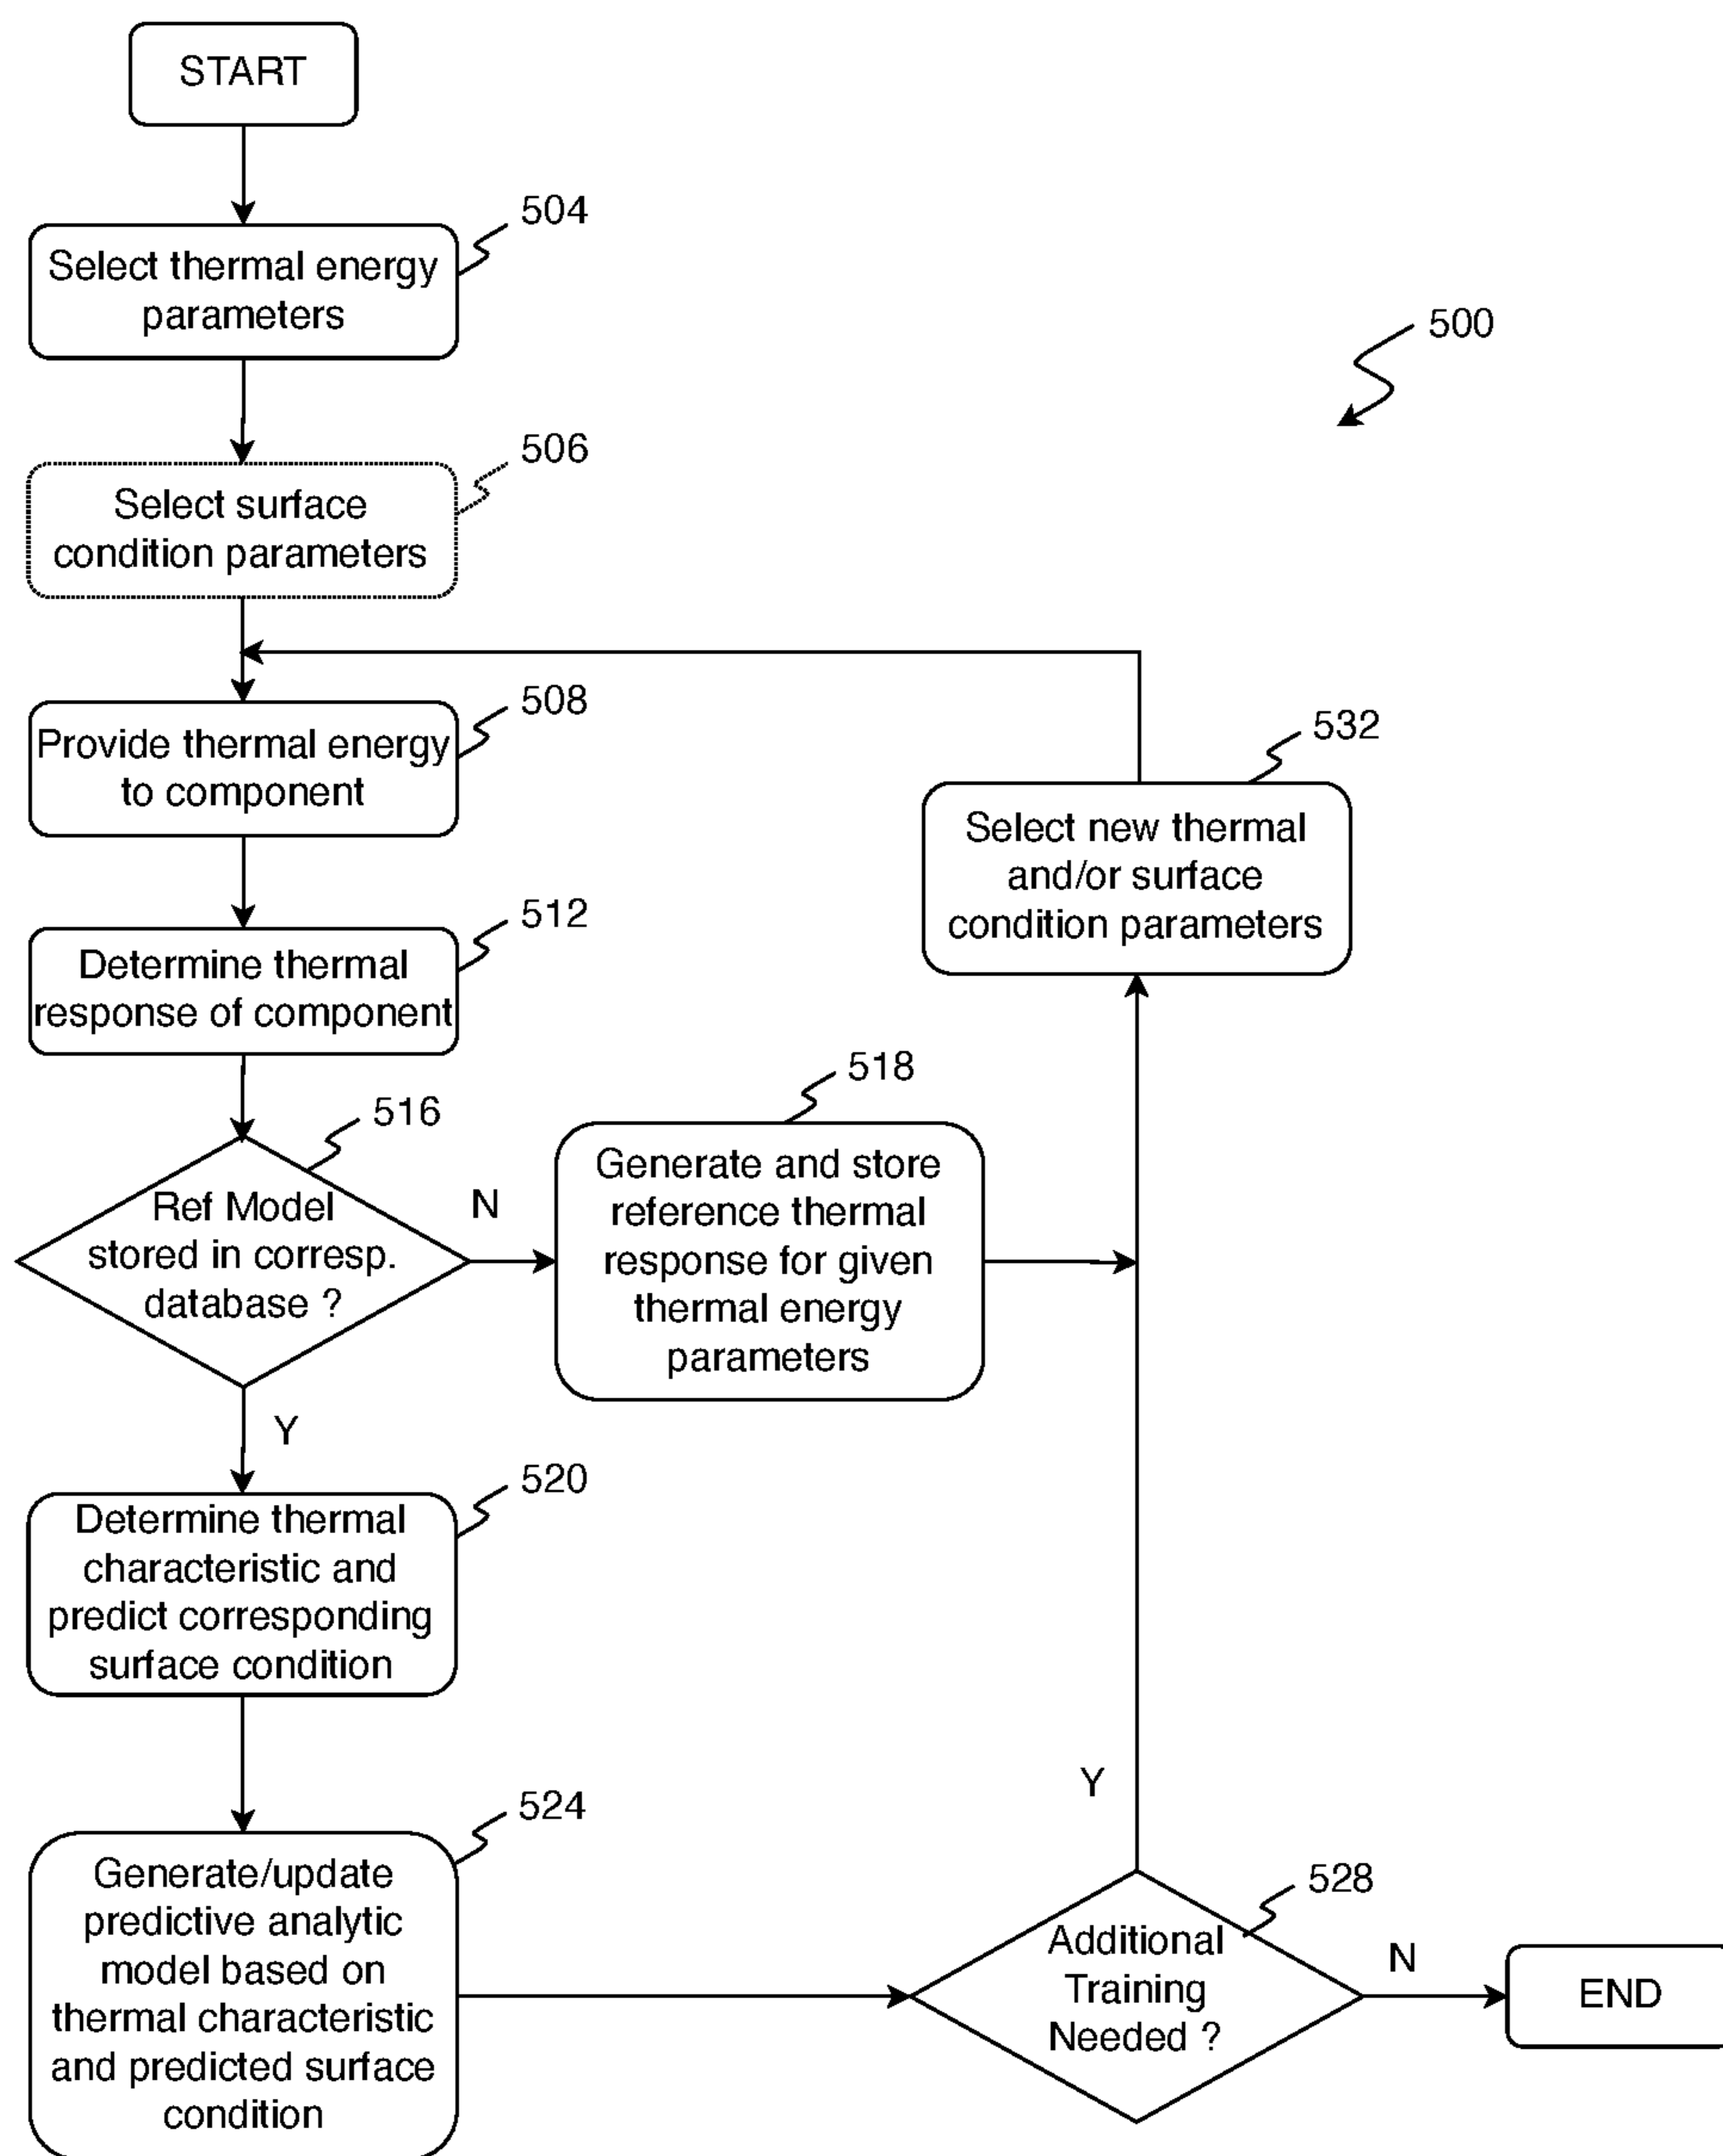 START
504
Select thermal energy
parameters
500
506
Select surface
condition parameters
508
Provide thermal energy
to component
532
Select new thermal
and/or surface
condition parameters
512
Determine thermal
response of component
518
516
Ref Model
stored in corresp.
database ?
N
Generate and store
reference thermal
response for given
thermal energy
parameters
Y
520
Determine thermal
characteristic and
predict corresponding
surface condition
Y
524
Generate/update
predictive analytic
model based on
thermal characteristic
and predicted surface
condition
528
Additional
Training
Needed ?
N
END